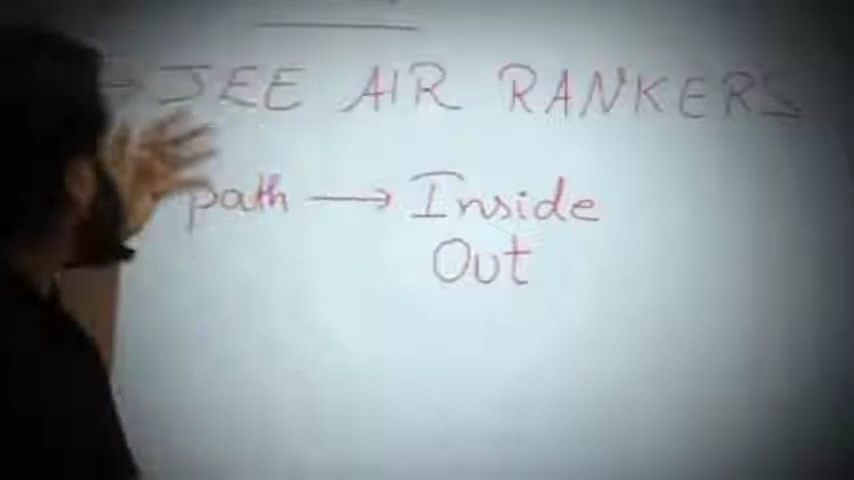 → JEE AIR RANKERS
path → Inside
Out